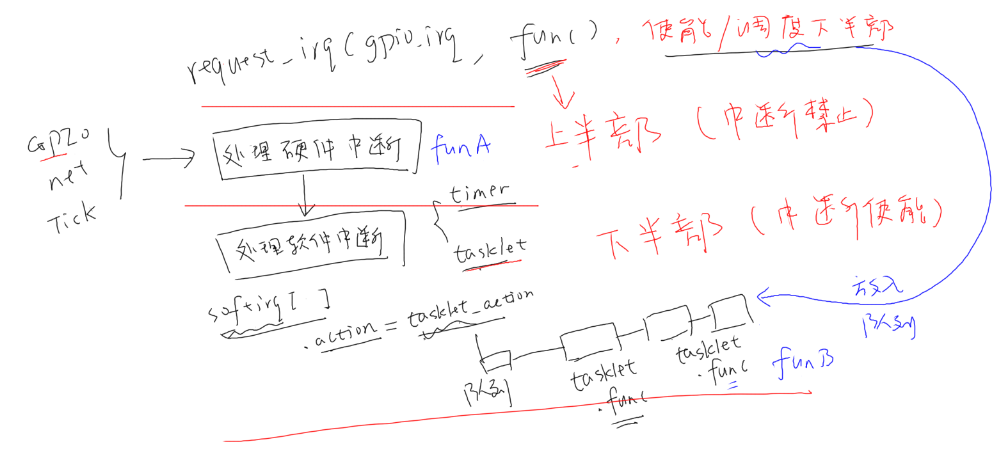 request_irq(gpio_irq, func(), 使能/调度下半部
上半部 (中断禁止)
GPIO
net
Tick
处理硬件中断
funA
timer
tasklet
处理软件中断
下半部 (中断使能)
softirq[ ]
.action = tasklet_action
放入
队列
队列
tasklet
.func
tasklet
.func
funB